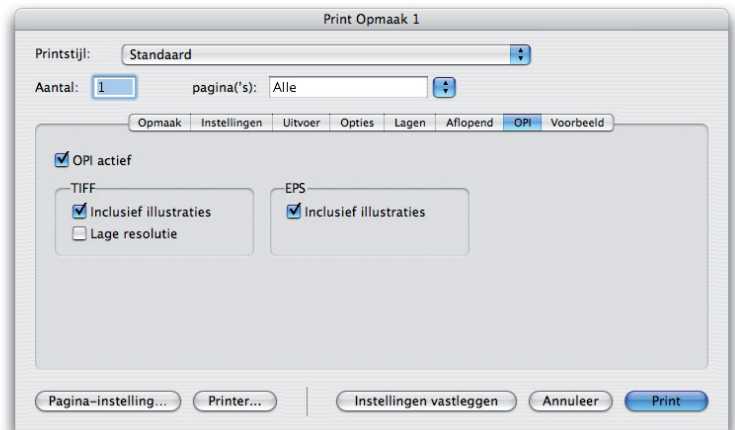 Print Opmaak 1
Printstijl: Standaard
Aantal: 1 pagina('s): Alle
Opmaak Instellingen Uitvoer Opties Lagen Aflopend OPI Voorbeeld
OPI actief
TIFF EPS
Inclusief illustraties Inclusief illustraties
Lage resolutie
Pagina-instelling... Printer... Instellingen vastleggen Annuleer Print